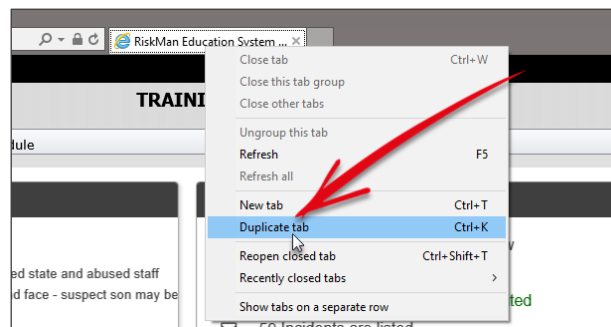 RiskMan Education System ...
Close tab Ctrl+W
Close this tab group
TRAINI
Close other tabs
Ungroup this tab
dule
Refresh F5
Refresh all
New tab Ctrl+T
Duplicate tab Ctrl+K
Reopen closed tab Ctrl+Shift+T
ed state and abused staff
Recently closed tabs
d face - suspect son may be
ted
Show tabs on a separate row
59 Incidents are listed